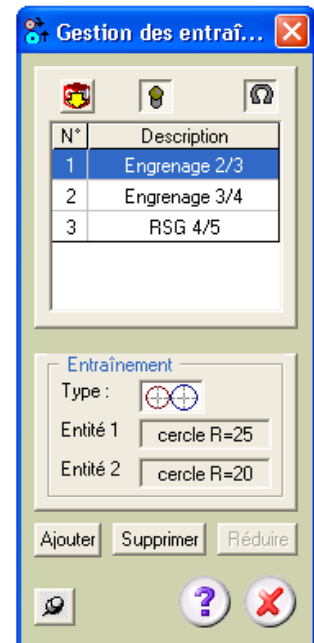 Gestion des entraî...
N° Description
1 Engrenage 2/3
2 Engrenage 3/4
3 RSG 4/5
Entraînement
Type :
Entité 1 cercle R=25
Entité 2 cercle R=20
Ajouter Supprimer Réduire